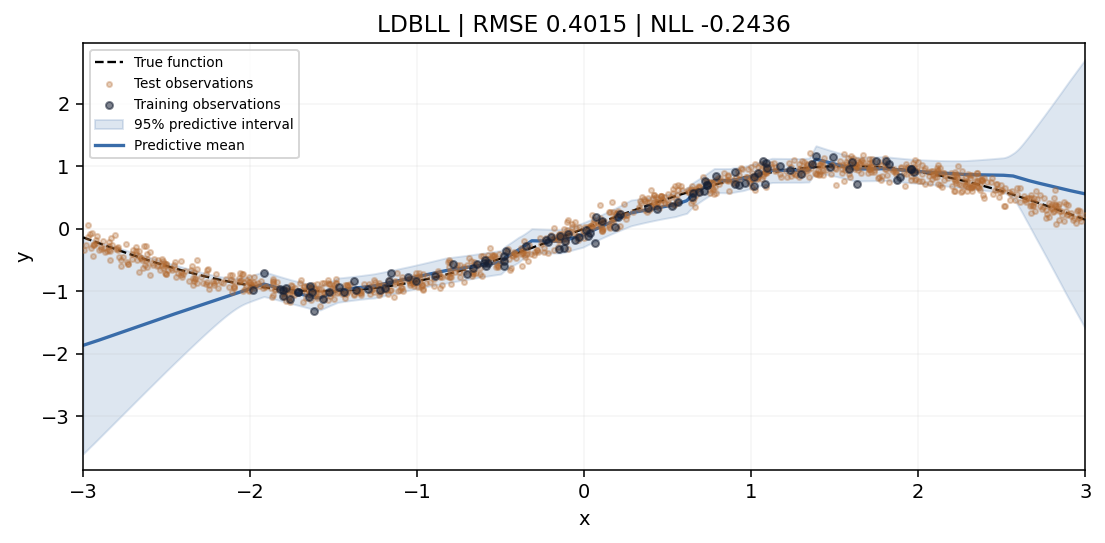 LDBLL | RMSE 0.4015 | NLL -0.2436
True function
Test observations
Training observations
95% predictive interval
Predictive mean
2
1
0
−1
−2
−3
y
−3 −2 −1 0 1 2 3
x